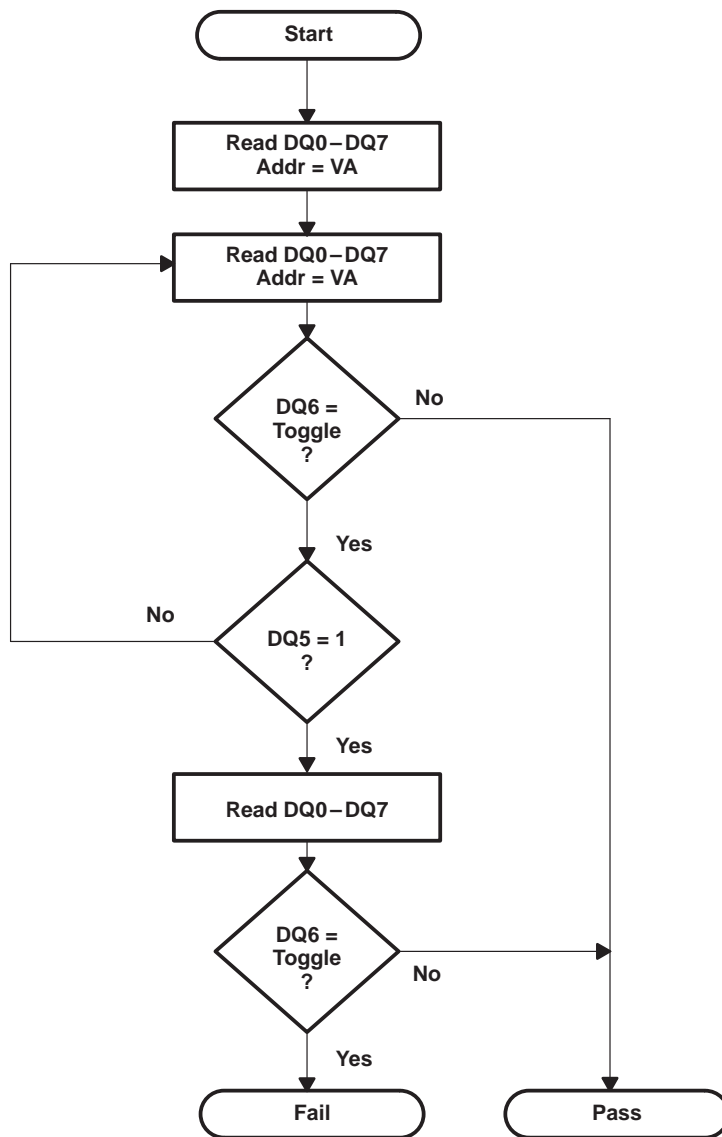 Start
Read DQ0–DQ7
Addr = VA
Read DQ0–DQ7
Addr = VA
DQ6 =
Toggle
?
No
Yes
No
DQ5 = 1
?
Yes
Read DQ0–DQ7
DQ6 =
Toggle
?
No
Yes
Fail
Pass